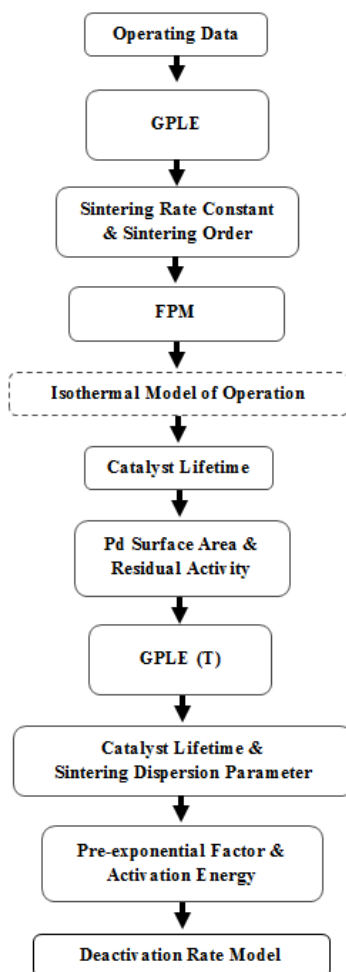 Operating Data
GPLE
Sintering Rate Constant
& Sintering Order
FPM
Isothermal Model of Operation
Catalyst Lifetime
Pd Surface Area &
Residual Activity
GPLE (T)
Catalyst Lifetime &
Sintering Dispersion Parameter
Pre-exponential Factor &
Activation Energy
Deactivation Rate Model